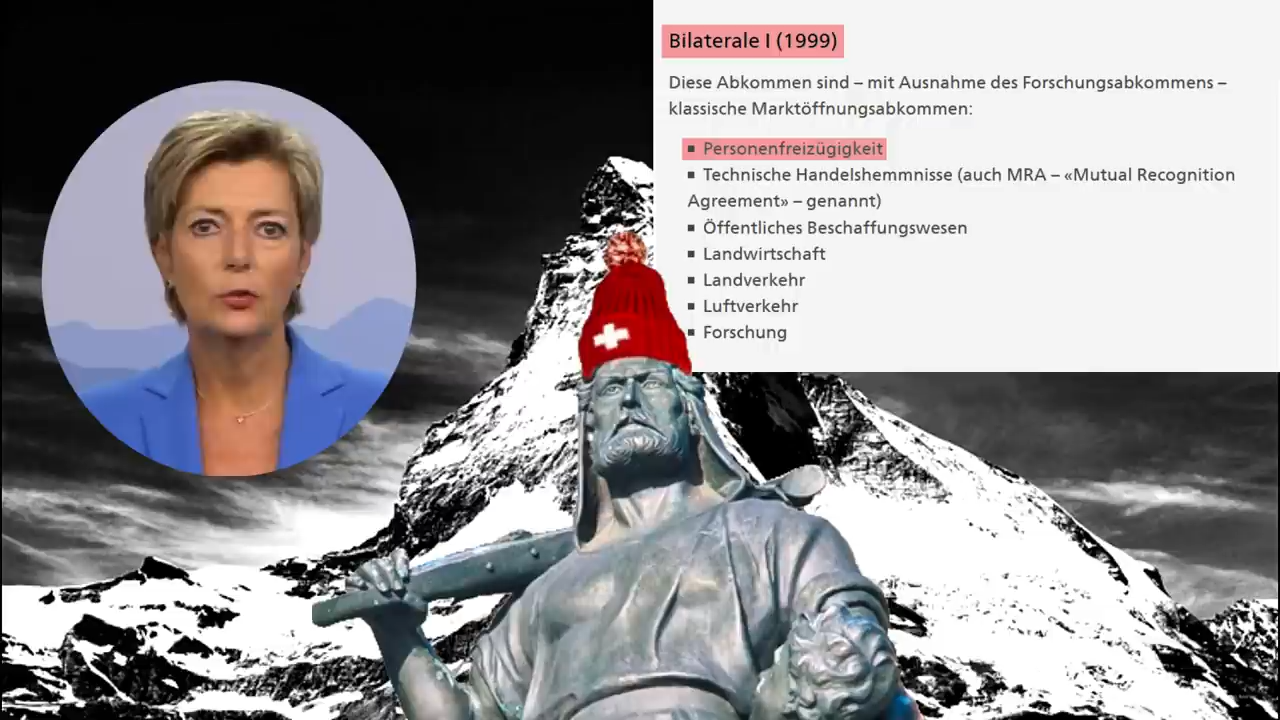 Bilaterale I (1999)
Diese Abkommen sind – mit Ausnahme des Forschungsabkommens –
klassische Marktöffnungsabkommen:
▪ Personenfreizügigkeit
▪ Technische Handelshemmnisse (auch MRA – «Mutual Recognition
Agreement» – genannt)
▪ Öffentliches Beschaffungswesen
▪ Landwirtschaft
▪ Landverkehr
▪ Luftverkehr
▪ Forschung